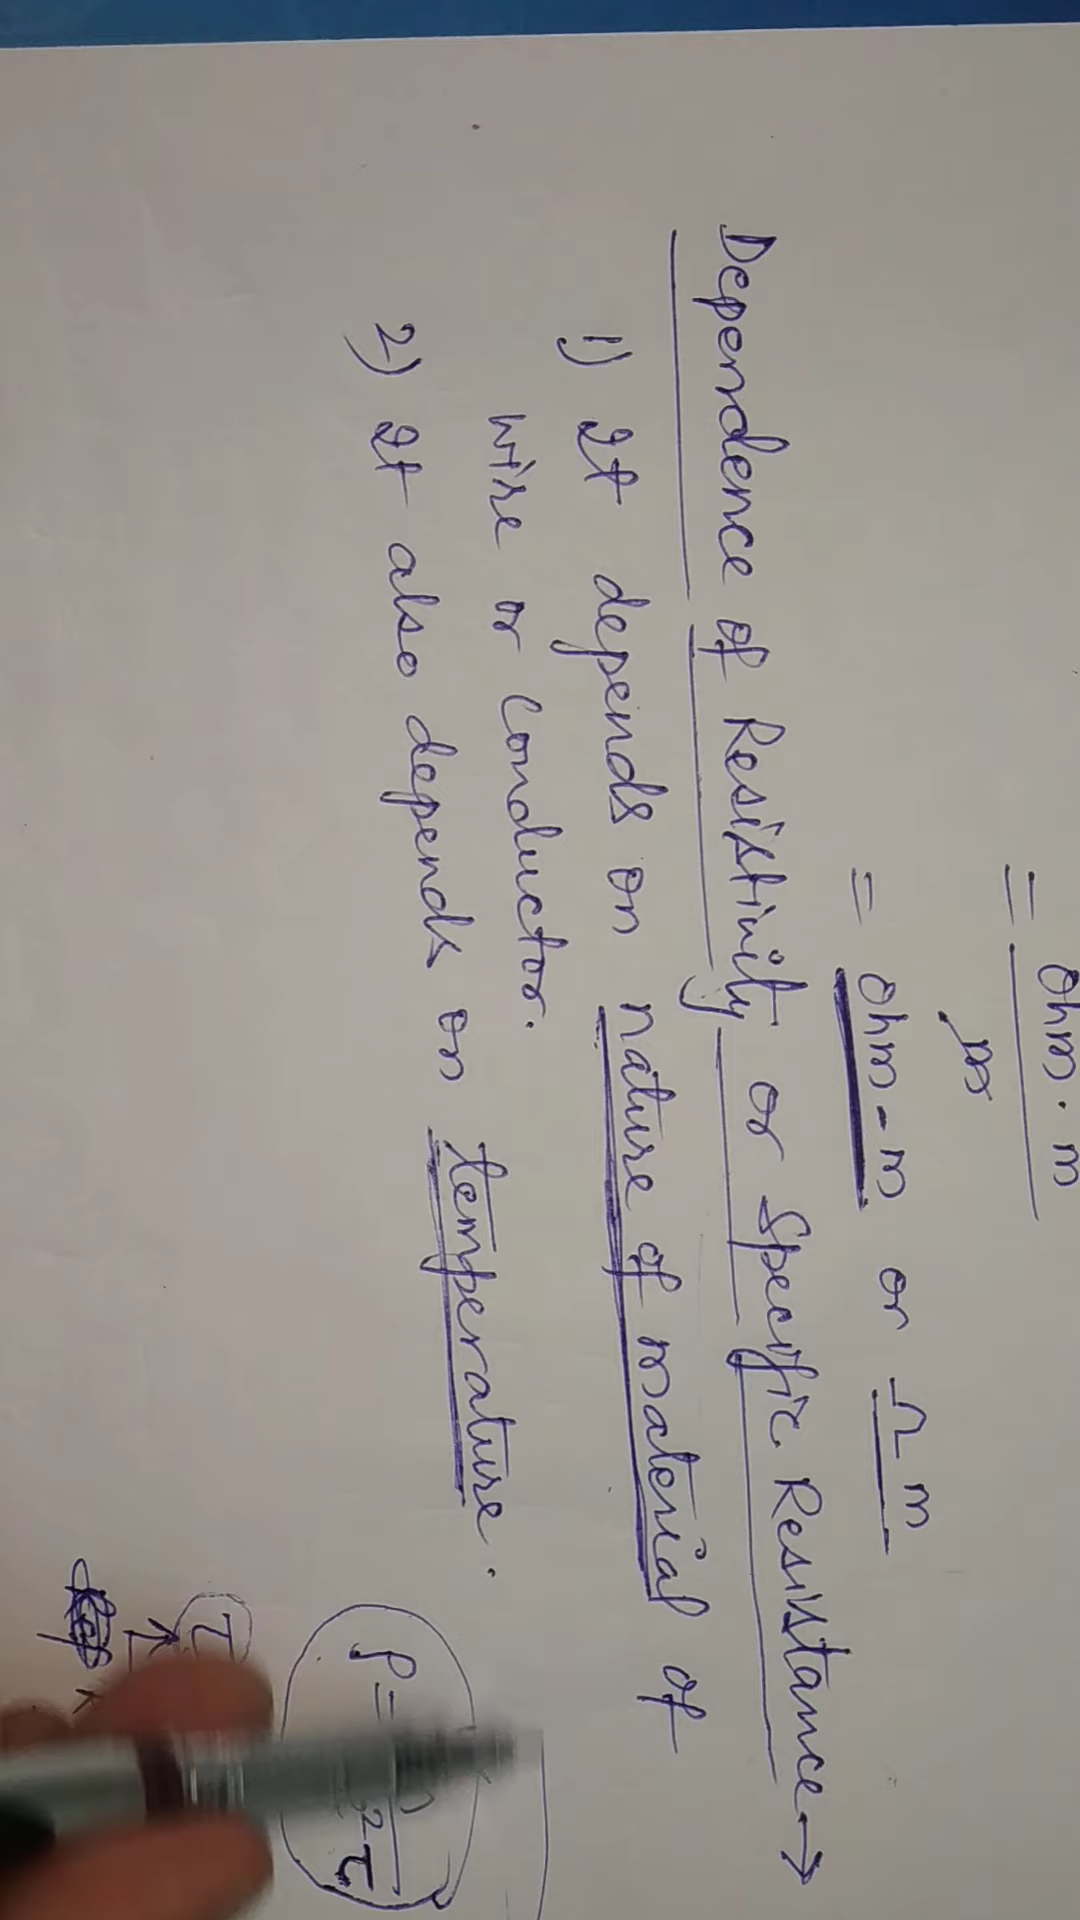 = ohm · m
m
= ohm - m or Ω m
Dependence of Resistivity or Specific Resistance →
1) It depends on nature of material of
wire or conductor.
2) It also depends on temperature.
ρ =
2τ
τ